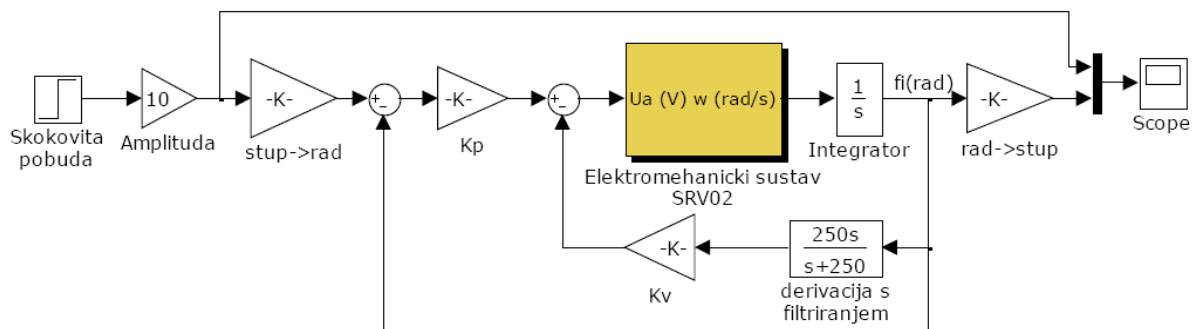 Skokovita
pobuda
10
Amplituda
-K-
stup->rad
+
-
-K-
Kp
+
-
Ua (V) w (rad/s)
Elektromehanicki sustav
SRV02
1
s
Integrator
fi(rad)
-K-
rad->stup
Scope
-K-
Kv
250s
s+250
derivacija s
filtriranjem